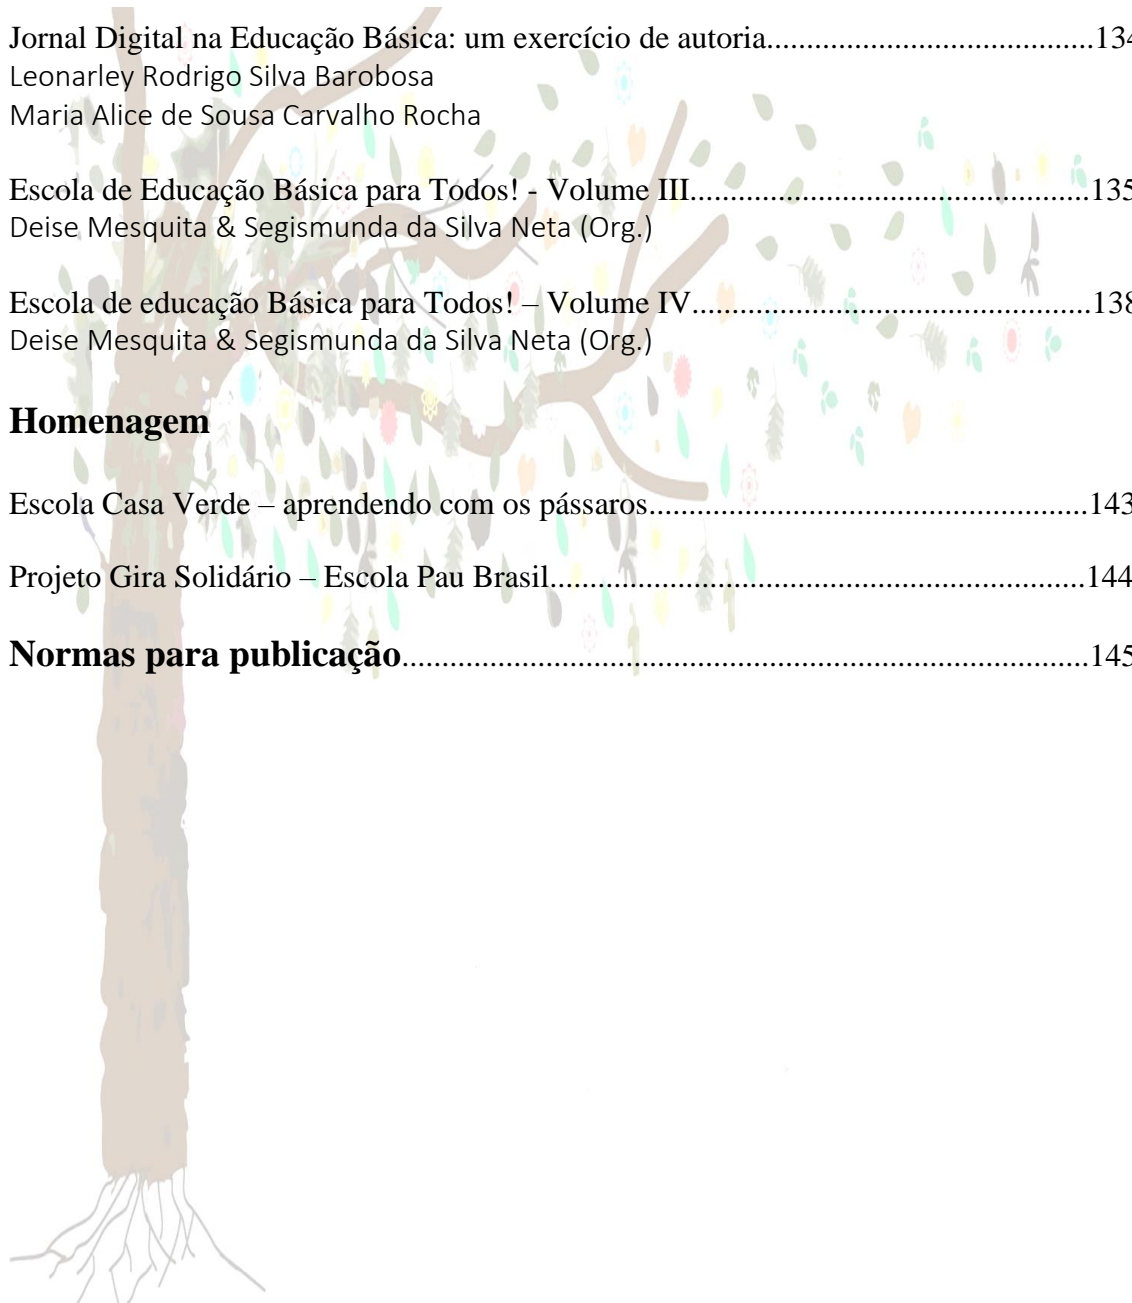 Jornal Digital na Educação Básica: um exercício de autoria....................................134
Leonarley Rodrigo Silva Barobosa
Maria Alice de Sousa Carvalho Rocha
Escola de Educação Básica para Todos! - Volume III.............................................135
Deise Mesquita & Segismunda da Silva Neta (Org.)
Escola de educação Básica para Todos! – Volume IV.............................................138
Deise Mesquita & Segismunda da Silva Neta (Org.)
Homenagem
Escola Casa Verde – aprendendo com os pássaros.................................................143
Projeto Gira Solidário – Escola Pau Brasil............................................................144
Normas para publicação.............................................................................145